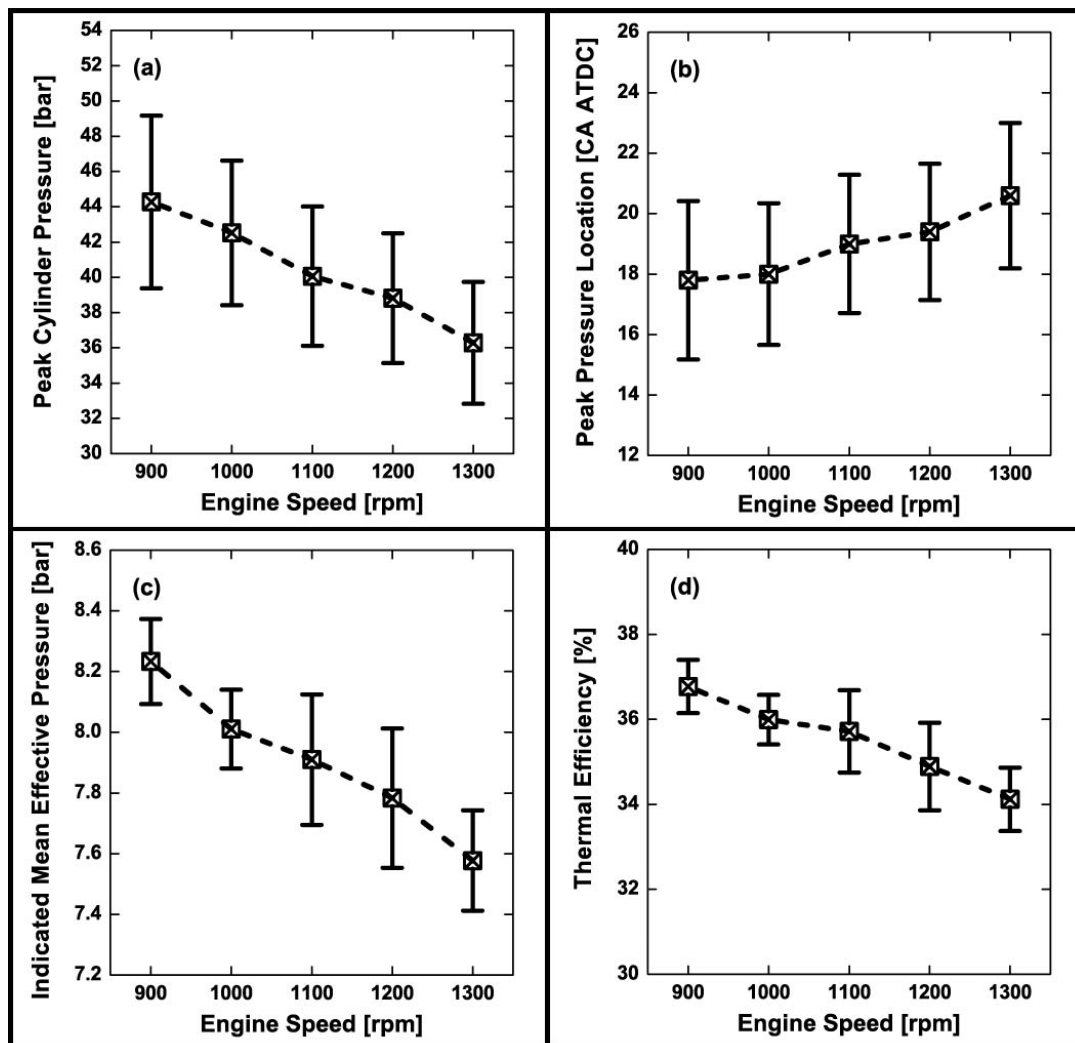 (a)
Peak Cylinder Pressure [bar]
54
52
50
48
46
44
42
40
38
36
34
32
30
900 1000 1100 1200 1300
Engine Speed [rpm]
(b)
Peak Pressure Location [CA ATDC]
26
24
22
20
18
16
14
12
900 1000 1100 1200 1300
Engine Speed [rpm]
(c)
Indicated Mean Effective Pressure [bar]
8.6
8.4
8.2
8.0
7.8
7.6
7.4
7.2
900 1000 1100 1200 1300
Engine Speed [rpm]
(d)
Thermal Efficiency [%]
40
38
36
34
32
30
900 1000 1100 1200 1300
Engine Speed [rpm]